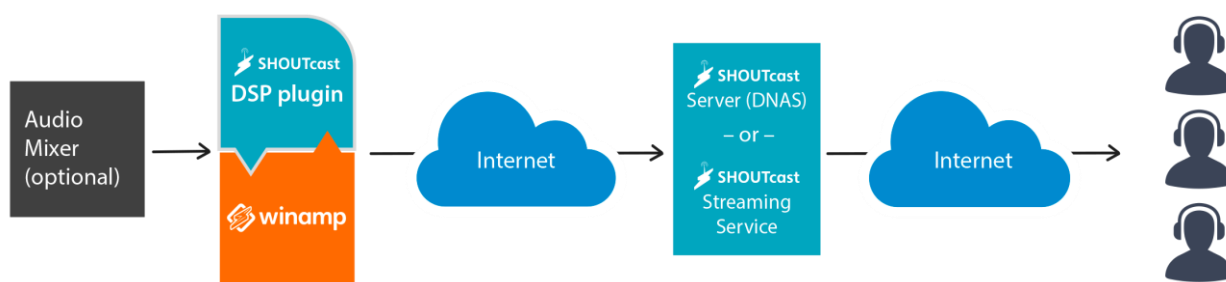 Audio
Mixer
(optional)
SHOUTcast
DSP plugin
winamp
Internet
SHOUTcast
Server (DNAS)
– or –
SHOUTcast
Streaming
Service
Internet